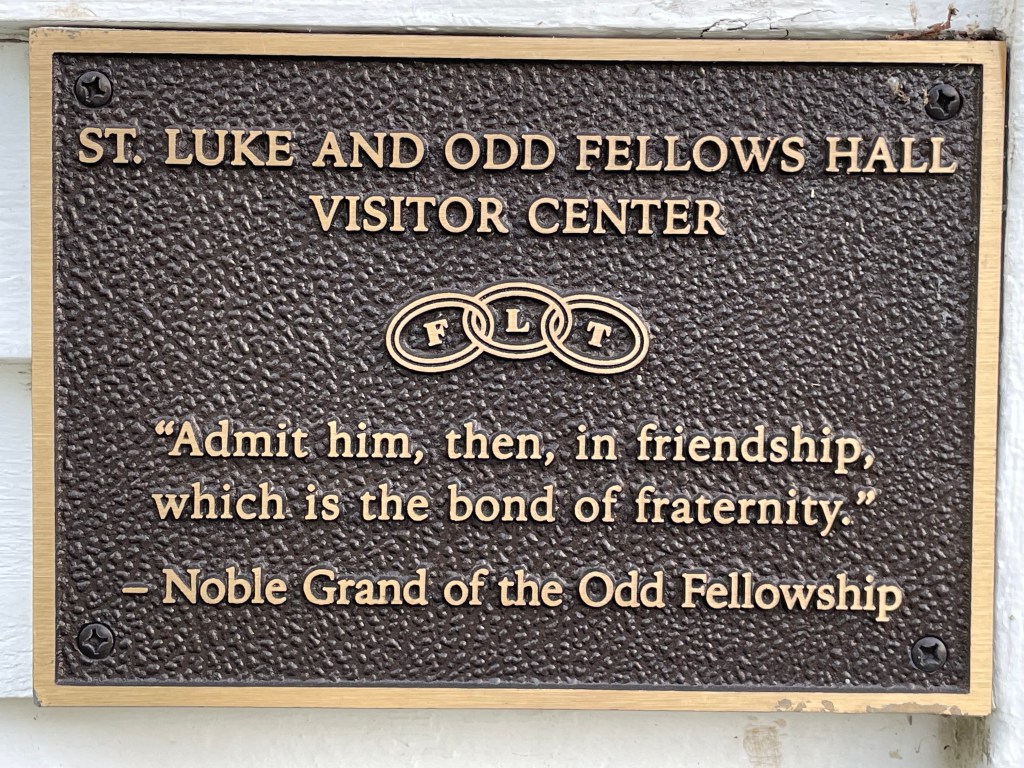 ST. LUKE AND ODD FELLOWS HALL
VISITOR CENTER
F L T
“Admit him, then, in friendship,
which is the bond of fraternity.”
– Noble Grand of the Odd Fellowship